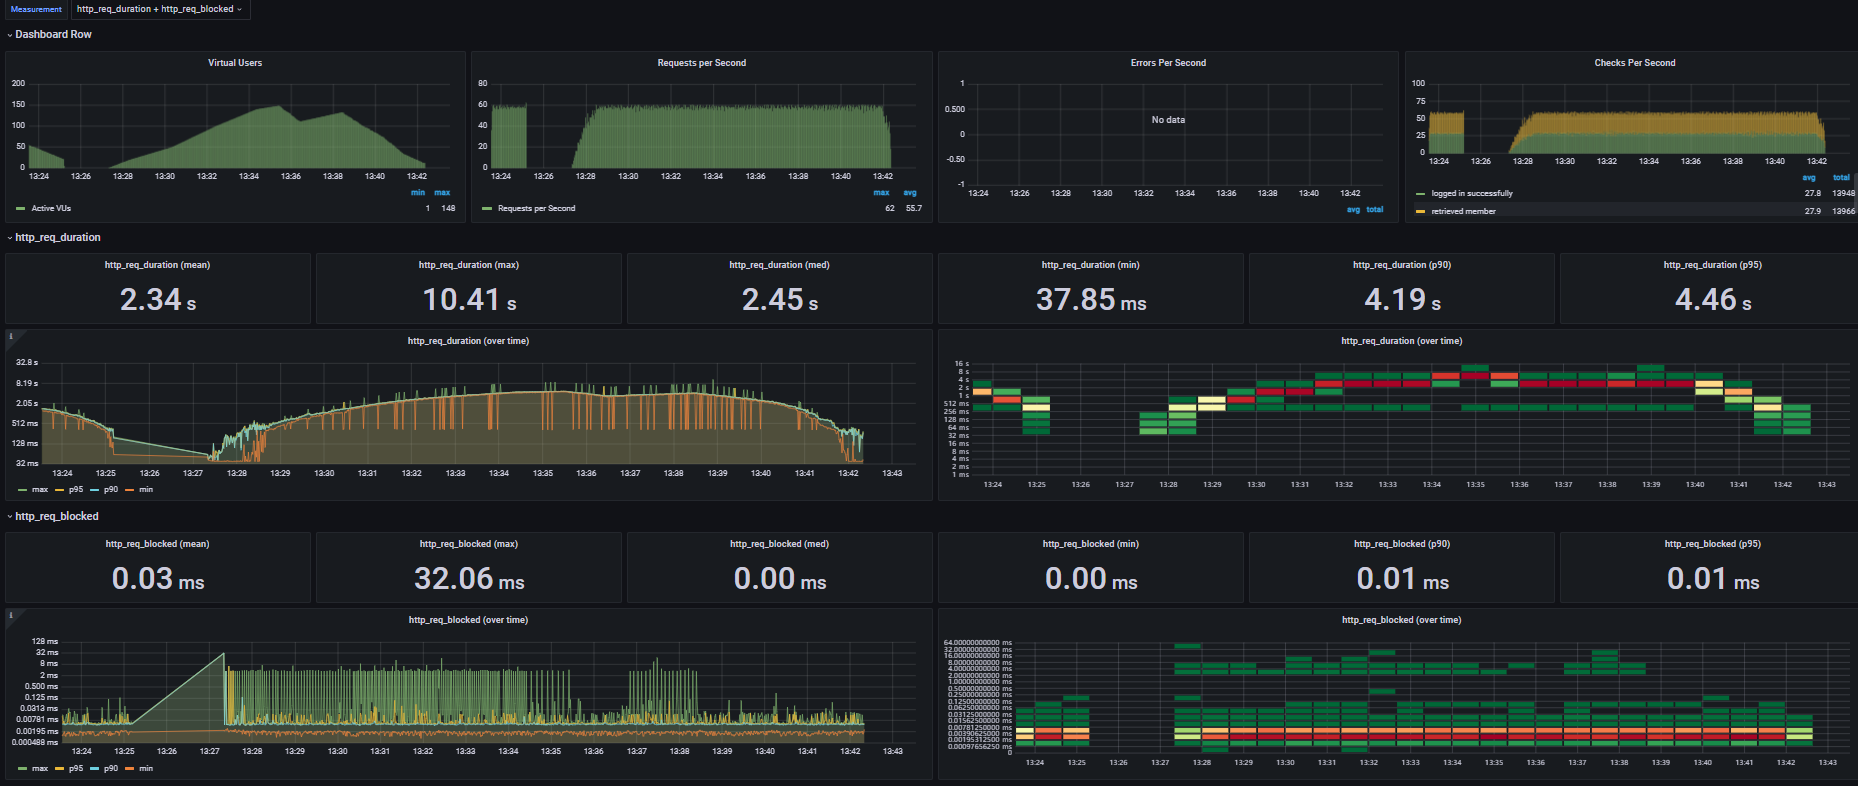 Measurement http_req_duration + http_req_blocked
Dashboard Row
Virtual Users
200
150
100
50
0
13:24 13:26 13:28 13:30 13:32 13:34 13:36 13:38 13:40 13:42
min max
Active VUs 1 148
Requests per Second
80
60
40
20
0
13:24 13:26 13:28 13:30 13:32 13:34 13:36 13:38 13:40 13:42
max avg
Requests per Second 62 55.7
Errors Per Second
1
0.500
0
-0.50
-1
No data
13:24 13:26 13:28 13:30 13:32 13:34 13:36 13:38 13:40 13:42
avg total
Checks Per Second
100
75
50
25
0
13:24 13:26 13:28 13:30 13:32 13:34 13:36 13:38 13:40 13:42
avg total
logged in successfully 27.8 13948
retrieved member 27.9 13966
http_req_duration
http_req_duration (mean)
2.34 s
http_req_duration (max)
10.41 s
http_req_duration (med)
2.45 s
http_req_duration (min)
37.85 ms
http_req_duration (p90)
4.19 s
http_req_duration (p95)
4.46 s
http_req_duration (over time)
32.8 s
8.19 s
2.05 s
512 ms
128 ms
32 ms
13:24 13:25 13:26 13:27 13:28 13:29 13:30 13:31 13:32 13:33 13:34 13:35 13:36 13:37 13:38 13:39 13:40 13:41 13:42 13:43
max p95 p90 min
http_req_duration (over time)
16 s
8 s
4 s
2 s
1 s
512 ms
256 ms
128 ms
64 ms
32 ms
16 ms
8 ms
4 ms
2 ms
1 ms
13:24 13:25 13:26 13:27 13:28 13:29 13:30 13:31 13:32 13:33 13:34 13:35 13:36 13:37 13:38 13:39 13:40 13:41 13:42 13:43
http_req_blocked
http_req_blocked (mean)
0.03 ms
http_req_blocked (max)
32.06 ms
http_req_blocked (med)
0.00 ms
http_req_blocked (min)
0.00 ms
http_req_blocked (p90)
0.01 ms
http_req_blocked (p95)
0.01 ms
http_req_blocked (over time)
128 ms
32 ms
8 ms
2 ms
0.500 ms
0.125 ms
0.0313 ms
0.00781 ms
0.00195 ms
0.000488 ms
13:24 13:25 13:26 13:27 13:28 13:29 13:30 13:31 13:32 13:33 13:34 13:35 13:36 13:37 13:38 13:39 13:40 13:41 13:42 13:43
max p95 p90 min
http_req_blocked (over time)
64.00000000000 ms
32.00000000000 ms
16.00000000000 ms
8.00000000000 ms
4.00000000000 ms
2.00000000000 ms
1.00000000000 ms
0.50000000000 ms
0.25000000000 ms
0.12500000000 ms
0.06250000000 ms
0.03125000000 ms
0.01562500000 ms
0.00781250000 ms
0.00390625000 ms
0.00195312500 ms
0.00097656250 ms
0
13:24 13:25 13:26 13:27 13:28 13:29 13:30 13:31 13:32 13:33 13:34 13:35 13:36 13:37 13:38 13:39 13:40 13:41 13:42 13:43